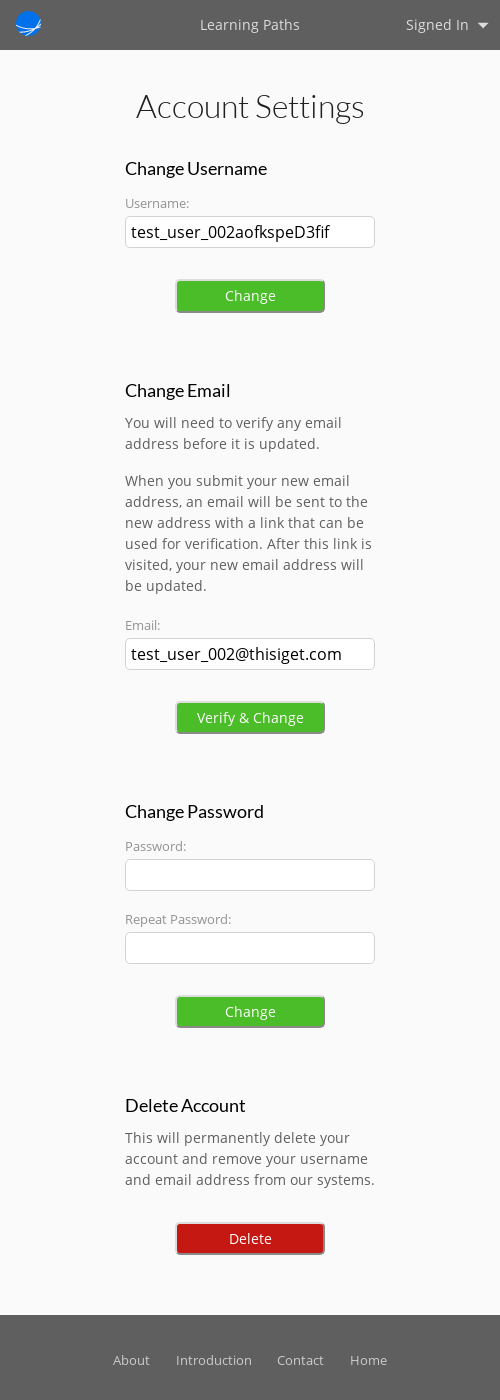 Learning Paths
Signed In
Account Settings
Change Username
Username:
test_user_002aofkspeD3fif
Change
Change Email
You will need to verify any email
address before it is updated.
When you submit your new email
address, an email will be sent to the
new address with a link that can be
used for verification. After this link is
visited, your new email address will
be updated.
Email:
test_user_002@thisiget.com
Verify & Change
Change Password
Password:
Repeat Password:
Change
Delete Account
This will permanently delete your
account and remove your username
and email address from our systems.
Delete
About Introduction Contact Home